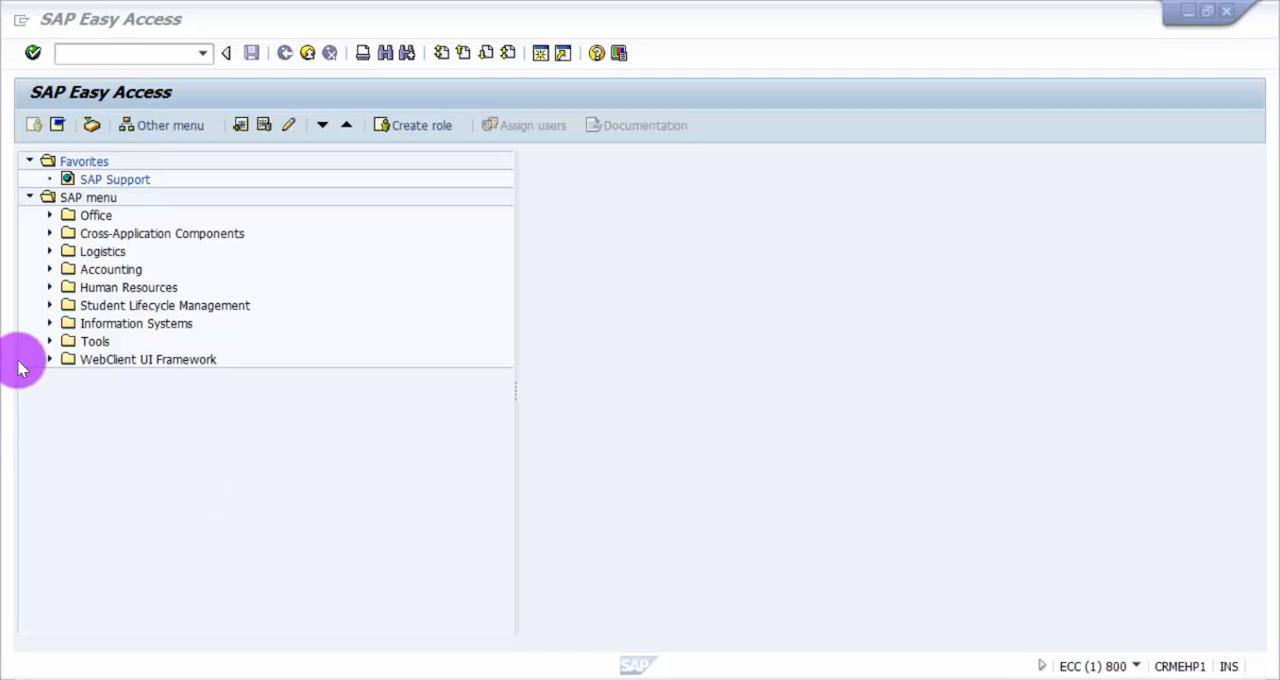 SAP Easy Access
SAP Easy Access
Other menu Create role Assign users Documentation
Favorites
SAP Support
SAP menu
Office
Cross-Application Components
Logistics
Accounting
Human Resources
Student Lifecycle Management
Information Systems
Tools
WebClient UI Framework
SAP ECC (1) 800 CRMEHP1 INS